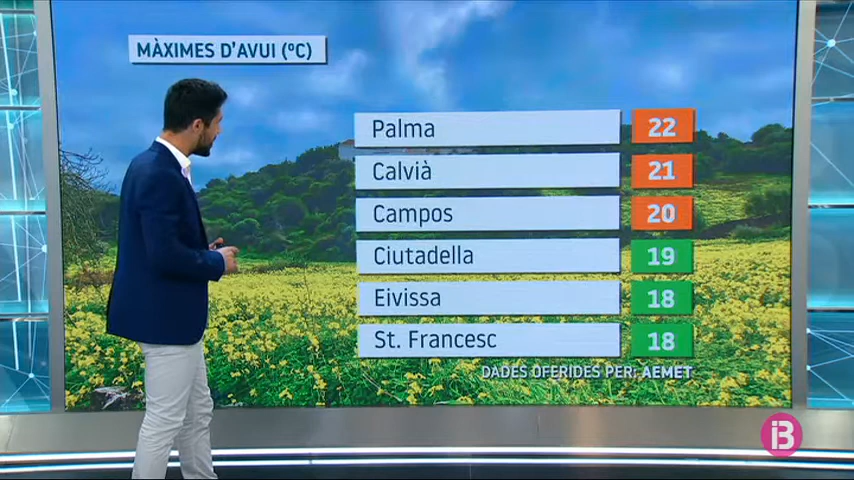 MÀXIMES D'AVUI (ºC)
Palma 22
Calvià 21
Campos 20
Ciutadella 19
Eivissa 18
St. Francesc 18
DADES OFERIDES PER: AEMET
iB